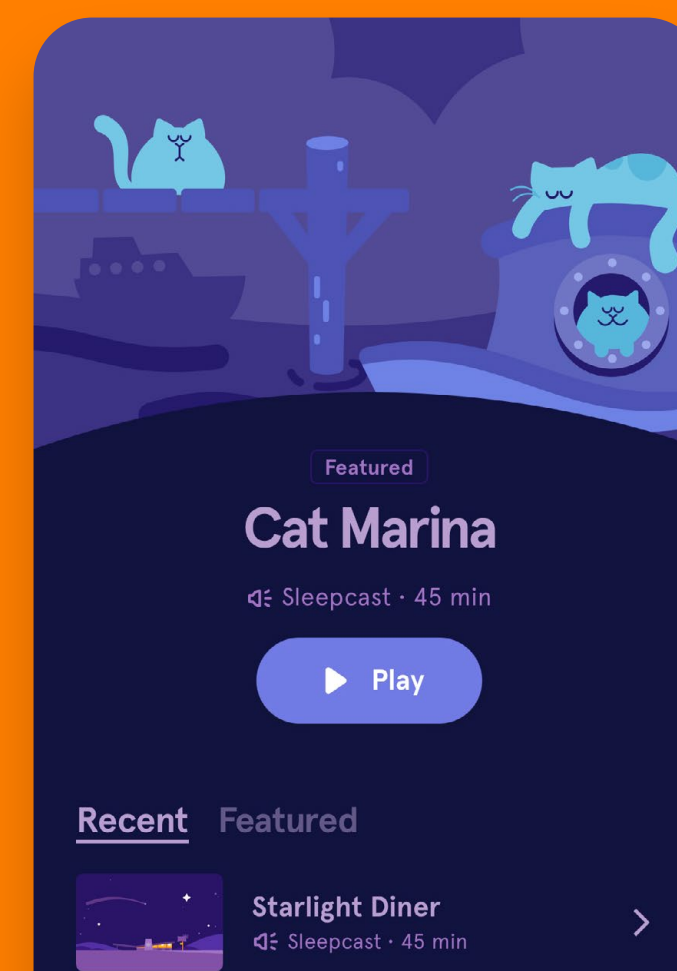 Featured
Cat Marina
Sleepcast · 45 min
Play
Recent Featured
Starlight Diner
Sleepcast · 45 min